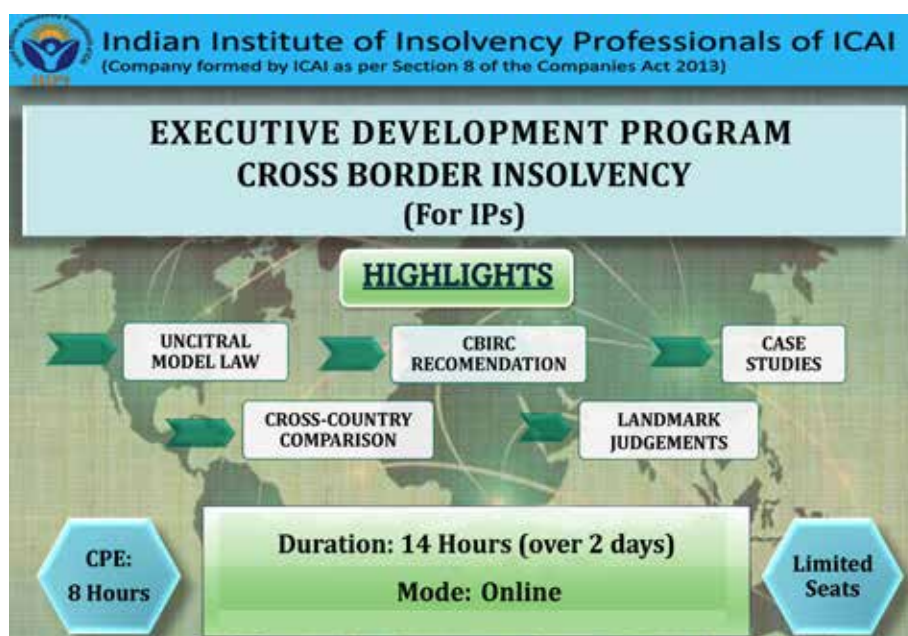 Indian Institute of Insolvency Professionals of ICAI
(Company formed by ICAI as per Section 8 of the Companies Act 2013)
EXECUTIVE DEVELOPMENT PROGRAM
CROSS BORDER INSOLVENCY
(For IPs)
HIGHLIGHTS
UNCITRAL
MODEL LAW
CBIRC
RECOMENDATION
CASE
STUDIES
CROSS-COUNTRY
COMPARISON
LANDMARK
JUDGEMENTS
CPE:
8 Hours
Duration: 14 Hours (over 2 days)
Mode: Online
Limited
Seats